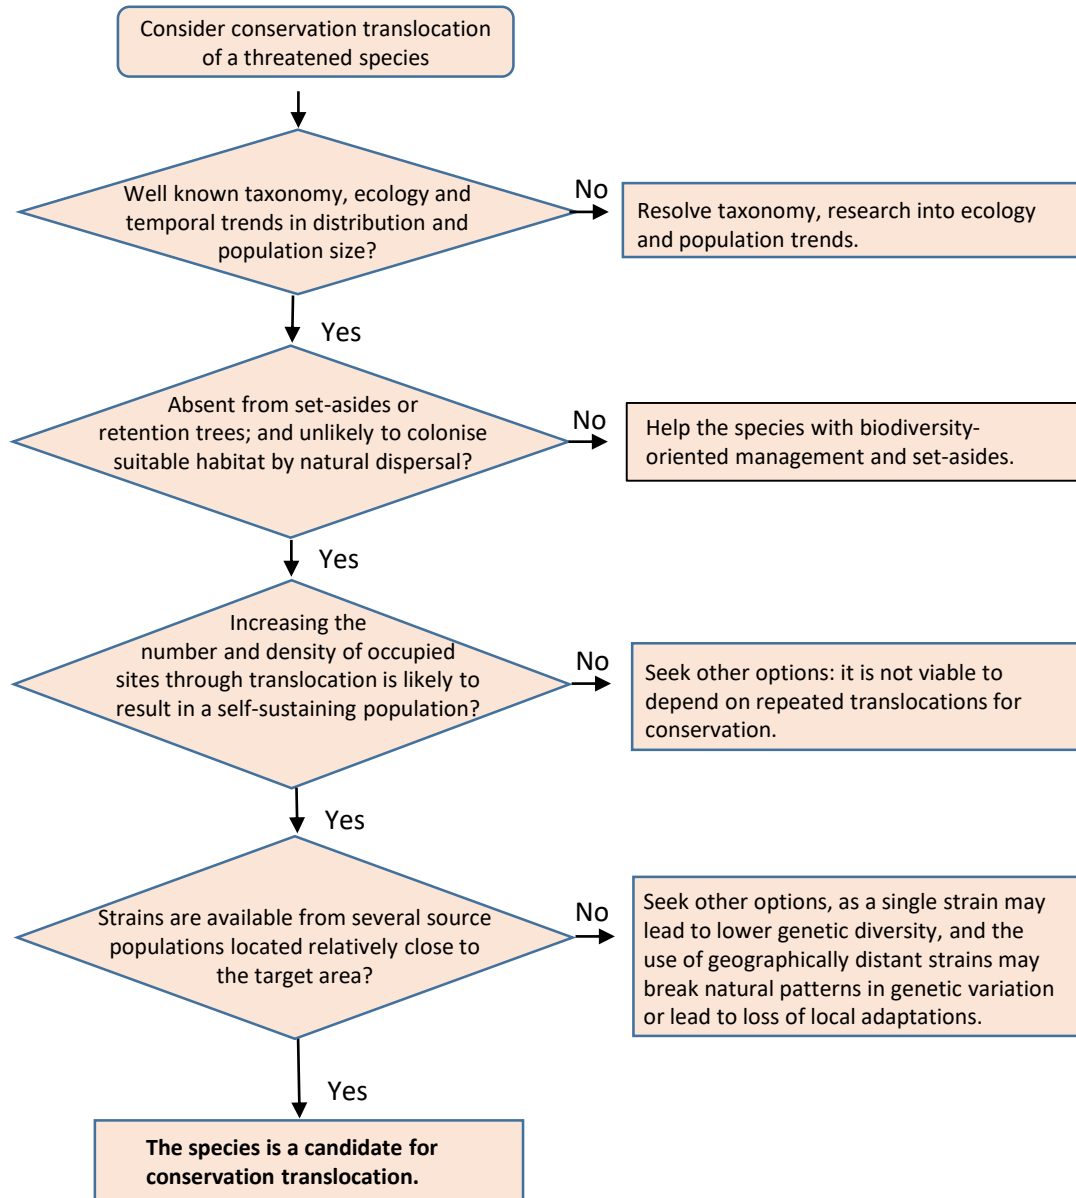 Consider conservation translocation
of a threatened species
Well known taxonomy, ecology and
temporal trends in distribution and
population size?
No
Resolve taxonomy, research into ecology
and population trends.
Yes
Absent from set-asides or
retention trees; and unlikely to colonise
suitable habitat by natural dispersal?
No
Help the species with biodiversity-
oriented management and set-asides.
Yes
Increasing the
number and density of occupied
sites through translocation is likely to
result in a self-sustaining population?
No
Seek other options: it is not viable to
depend on repeated translocations for
conservation.
Yes
Strains are available from several source
populations located relatively close to
the target area?
No
Seek other options, as a single strain may
lead to lower genetic diversity, and the
use of geographically distant strains may
break natural patterns in genetic variation
or lead to loss of local adaptations.
Yes
The species is a candidate for
conservation translocation.